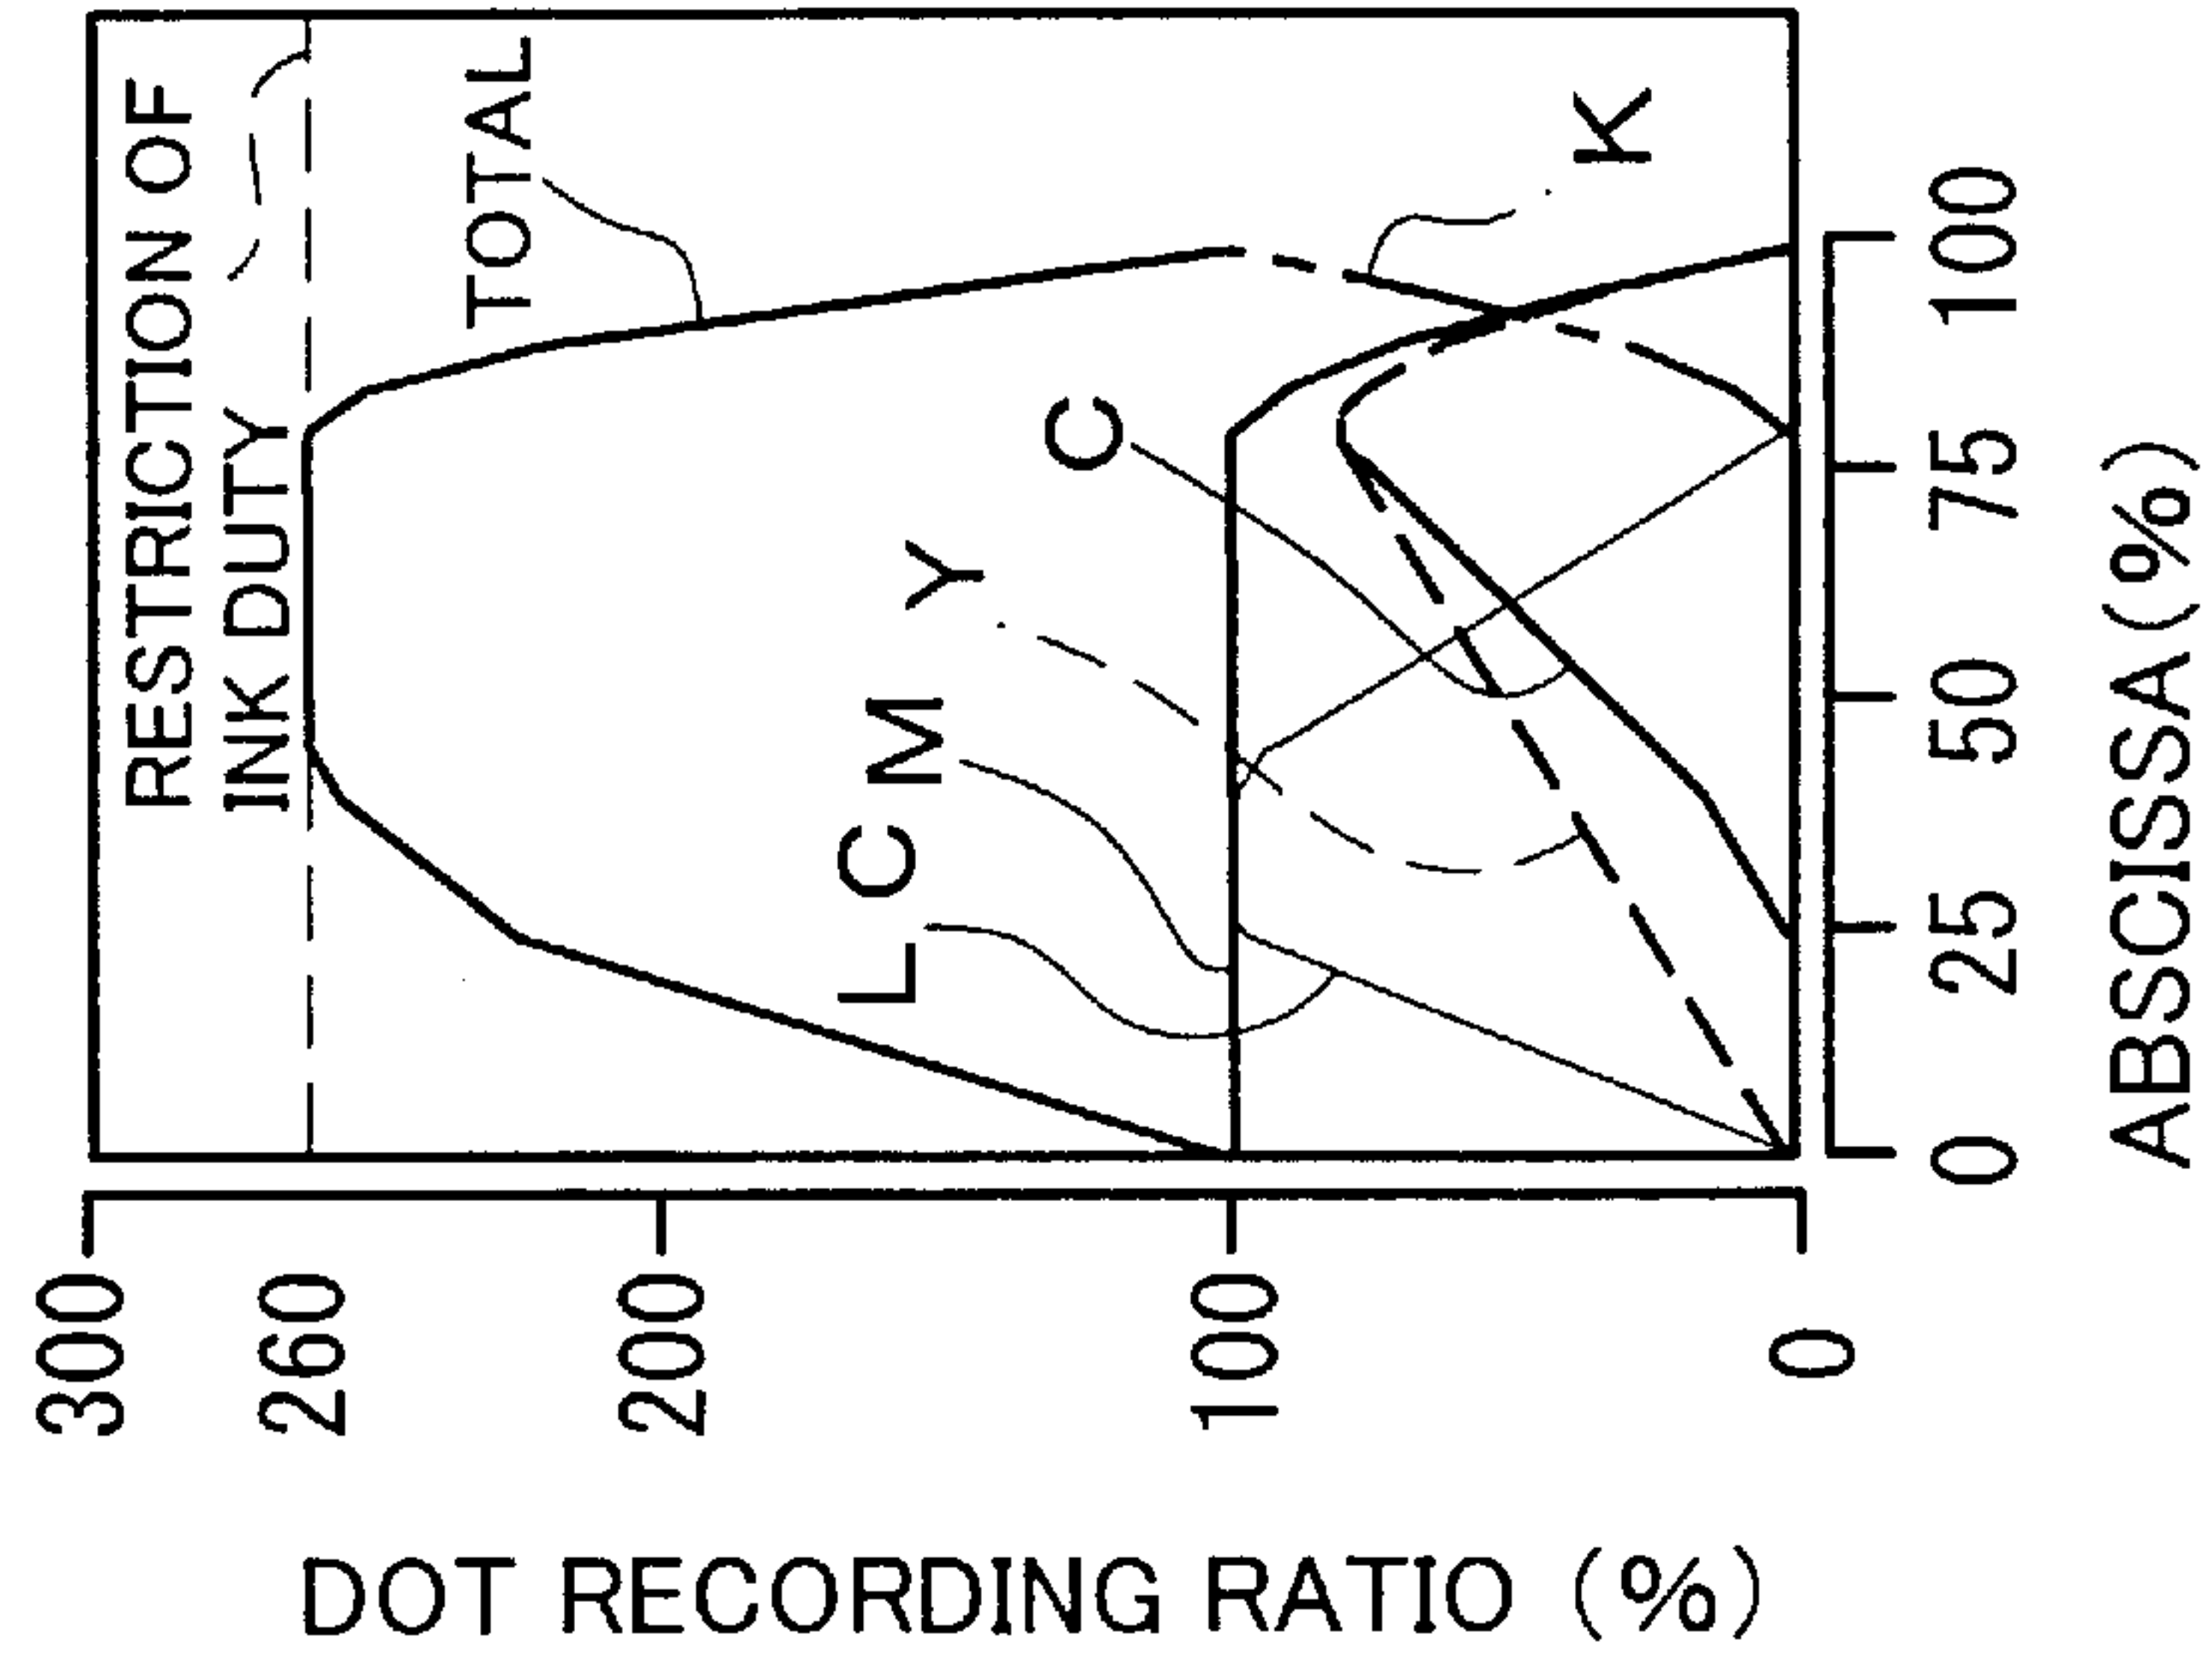 RESTRICTION OF
INK DUTY
TOTAL
K
C
Y
M
LC
300
260
200
100
0
DOT RECORDING RATIO (%)
0
25
50
75
100
ABSCISSA (%)